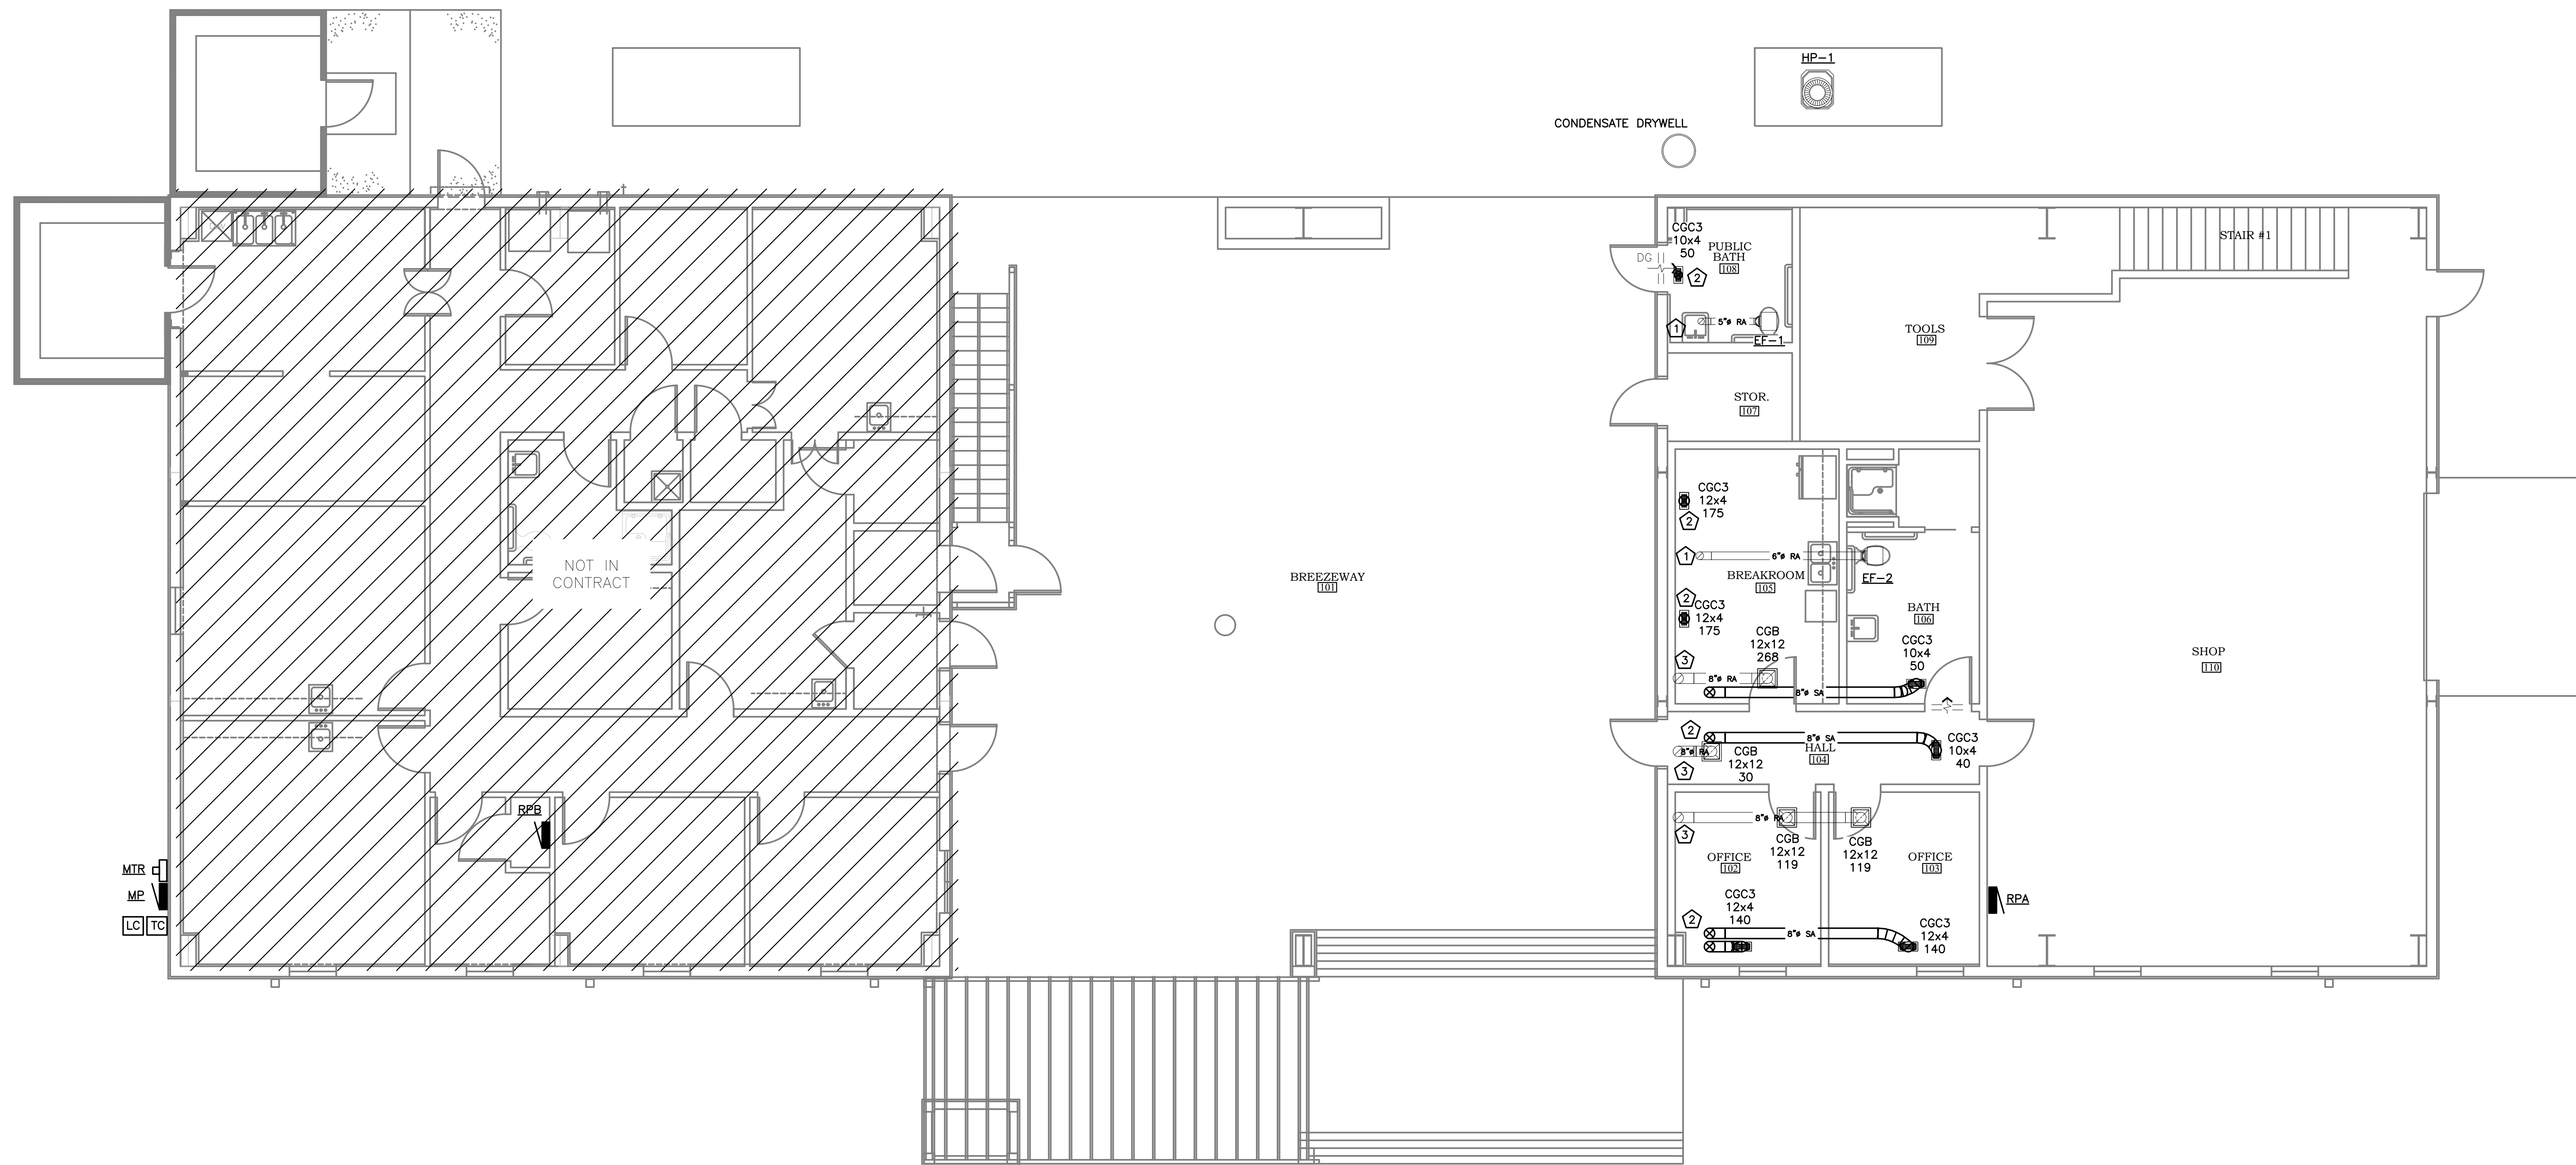 HP-1
CONDENSATE DRYWELL
CGC3
10x4
50
PUBLIC
BATH
108
DG
2
STAIR #1
1
5"ø RA
EF-1
TOOLS
109
STOR.
107
CGC3
12x4
175
2
NOT IN
CONTRACT
1
6"ø RA
BREEZEWAY
101
BREAKROOM
105
EF-2
2
CGC3
12x4
175
BATH
106
CGB
12x12
268
CGC3
10x4
50
SHOP
110
3
8"ø RA
8"ø SA
2
8"ø SA
HALL
104
8"ø RA
CGB
12x12
30
CGC3
10x4
40
3
RPB
8"ø RA
3
CGB
12x12
119
CGB
12x12
119
OFFICE
102
OFFICE
103
MTR
MP
LC
TC
RPA
CGC3
12x4
140
2
8"ø SA
CGC3
12x4
140